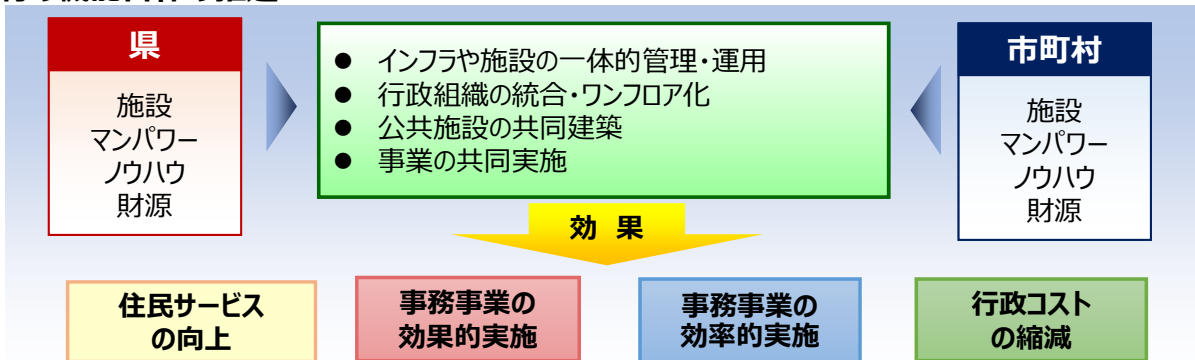 県
施設
マンパワー
ノウハウ
財源
● インフラや施設の一体的管理・運用
● 行政組織の統合・ワンフロア化
● 公共施設の共同建築
● 事業の共同実施
市町村
施設
マンパワー
ノウハウ
財源
効 果
住民サービス
の向上
事務事業の
効果的実施
事務事業の
効率的実施
行政コスト
の縮減